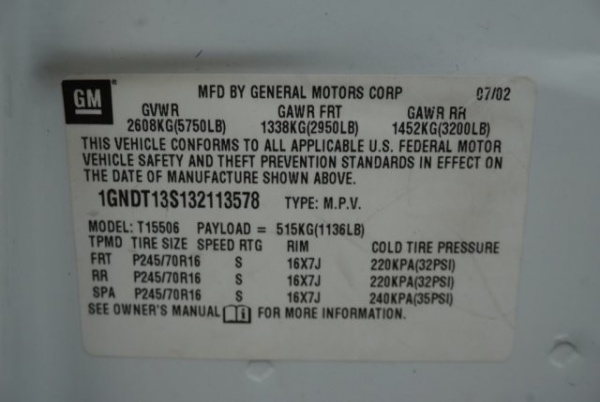 GM
MFD BY GENERAL MOTORS CORP 07/02
GVWR GAWR FRT GAWR RR
2608KG(5750LB) 1338KG(2950LB) 1452KG(3200LB)
THIS VEHICLE CONFORMS TO ALL APPLICABLE U.S. FEDERAL MOTOR
VEHICLE SAFETY AND THEFT PREVENTION STANDARDS IN EFFECT ON
THE DATE OF MANUFACTURE SHOWN ABOVE.
1GNDT13S132113578 TYPE: M.P.V.
MODEL: T15506 PAYLOAD = 515KG(1136LB)
TPMD TIRE SIZE SPEED RTG RIM COLD TIRE PRESSURE
FRT P245/70R16 S 16X7J 220KPA(32PSI)
RR P245/70R16 S 16X7J 220KPA(32PSI)
SPA P245/70R16 S 16X7J 240KPA(35PSI)
SEE OWNER'S MANUAL FOR MORE INFORMATION.